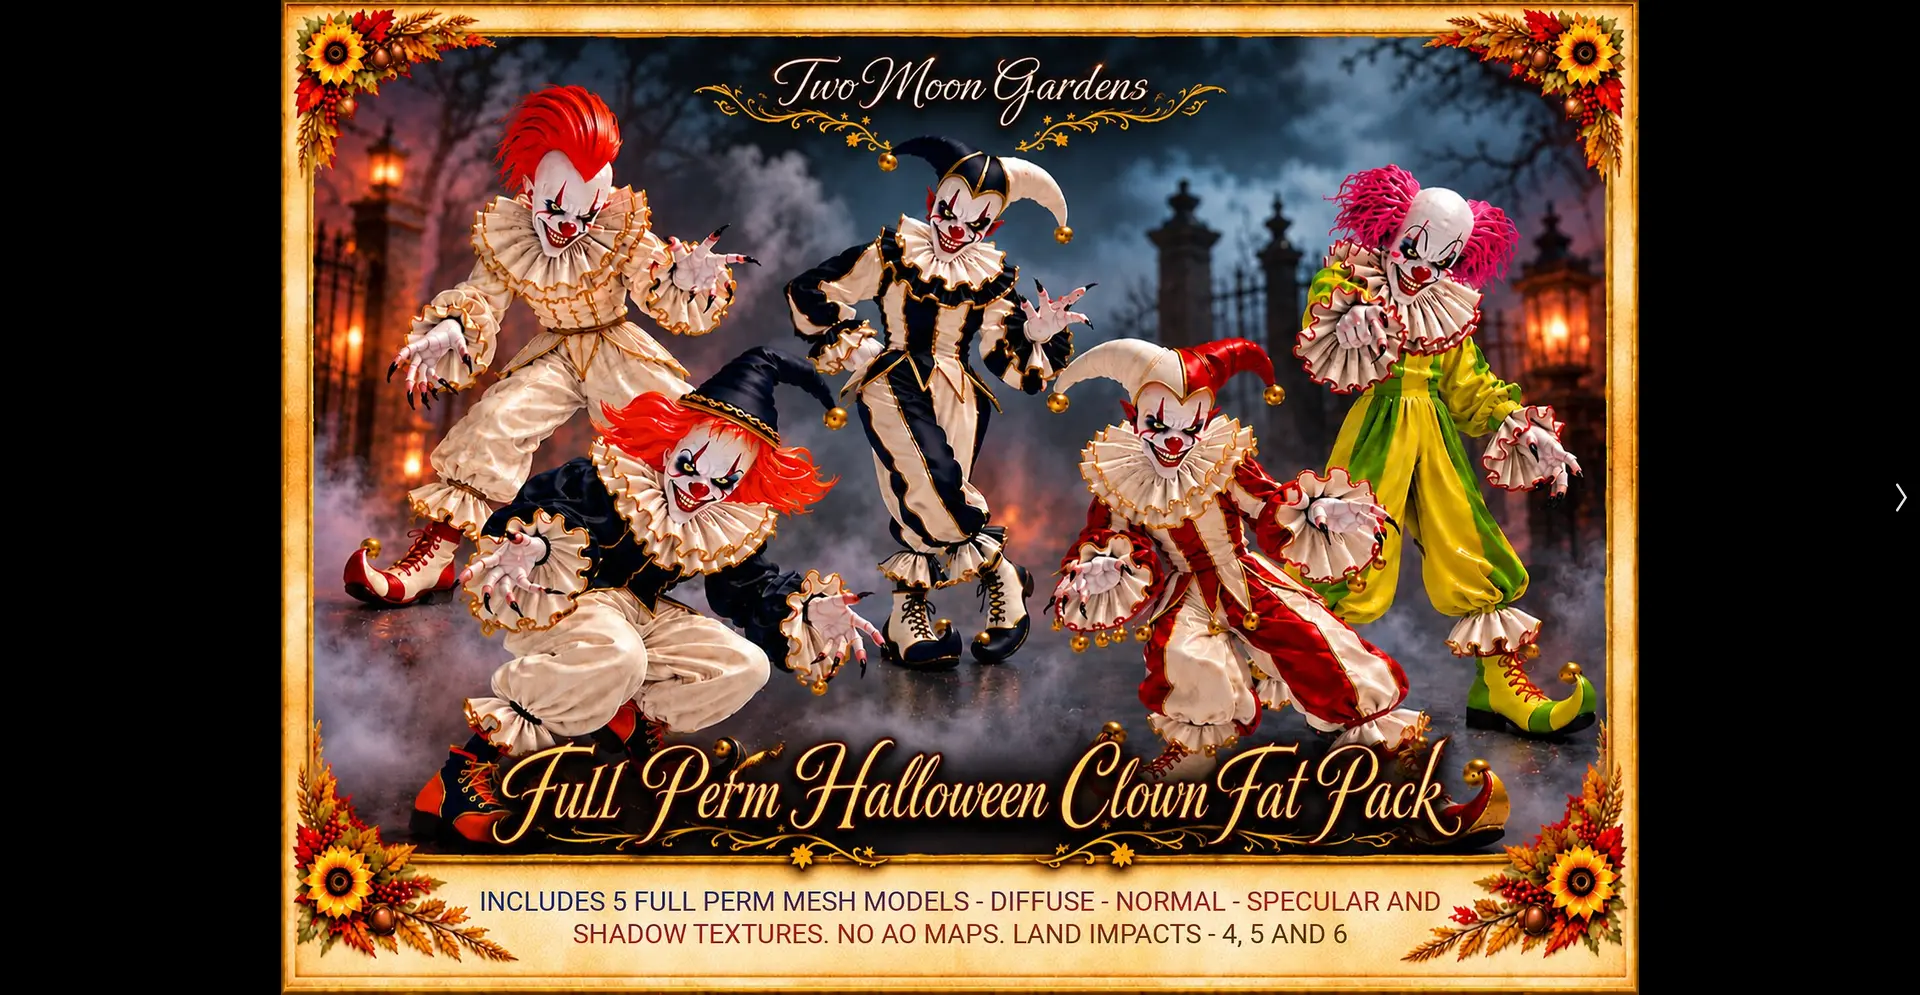 Two Moon Gardens
Full Perm Halloween Clown Fat Pack
INCLUDES 5 FULL PERM MESH MODELS - DIFFUSE - NORMAL - SPECULAR AND
SHADOW TEXTURES. NO AO MAPS. LAND IMPACTS - 4, 5 AND 6